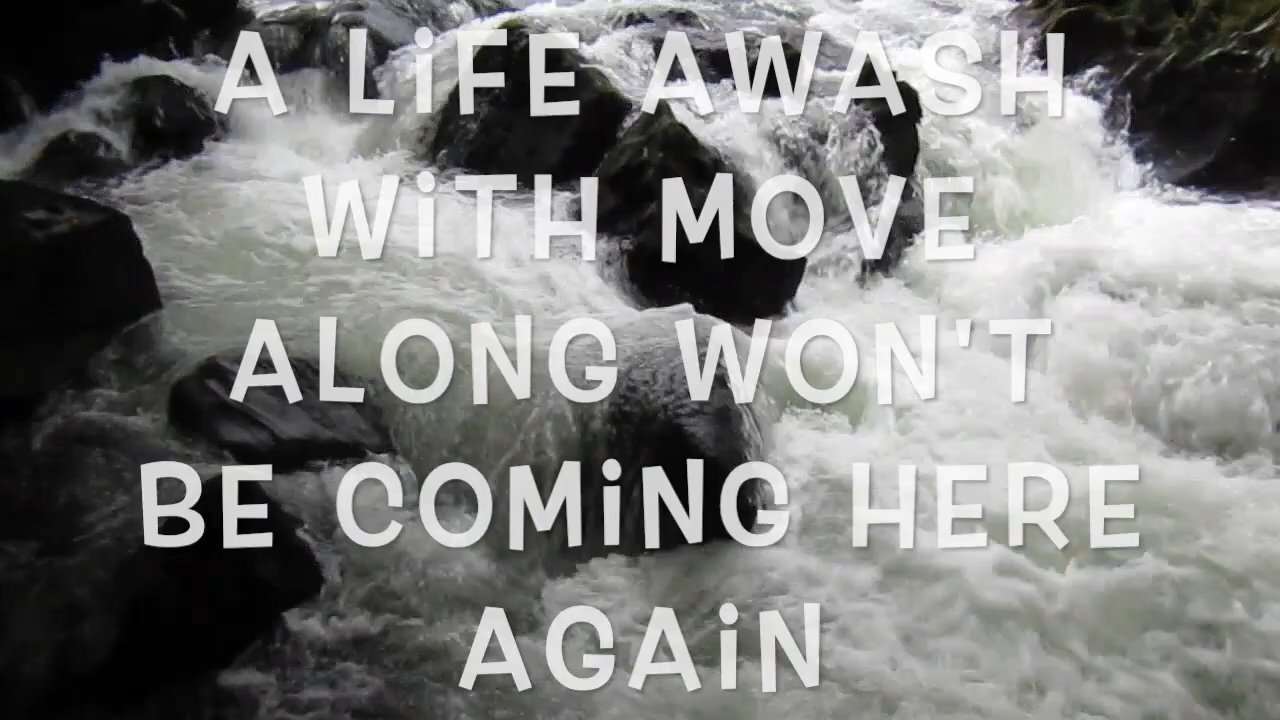 A LiFE AWASH
WiTH MOVE
ALONG WON'T
BE COMiNG HERE
AGAiN